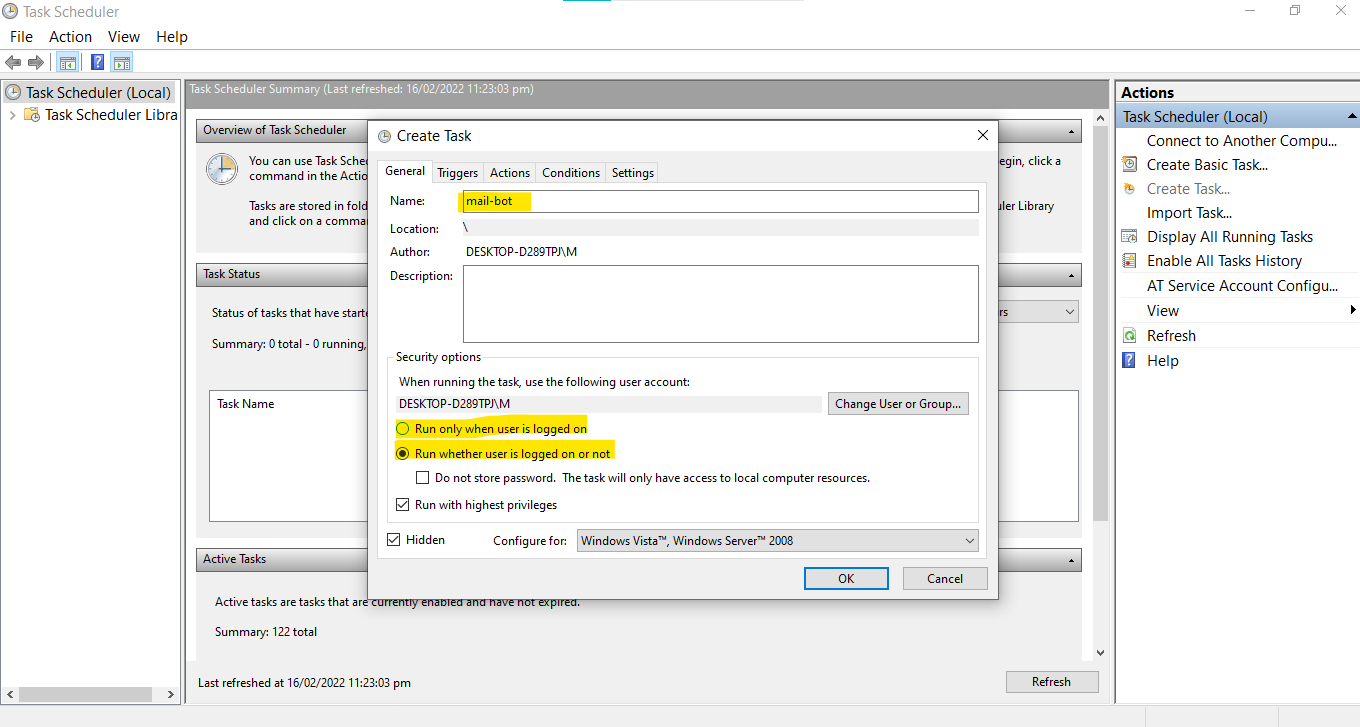 Task Scheduler
File Action View Help
Task Scheduler (Local)
Task Scheduler Libra
Task Scheduler Summary (Last refreshed: 16/02/2022 11:23:03 pm)
Overview of Task Scheduler
You can use Task Sche
command in the Actio
Tasks are stored in fold
and click on a comma
egin, click a
uler Library
Task Status
Status of tasks that have starte
rs
Summary: 0 total - 0 running,
Task Name
Active Tasks
Active tasks are tasks that are currently enabled and have not expired.
Summary: 122 total
Last refreshed at 16/02/2022 11:23:03 pm
Refresh
Create Task
General Triggers Actions Conditions Settings
Name: mail-bot
Location: \
Author: DESKTOP-D289TPJ\M
Description:
Security options
When running the task, use the following user account:
DESKTOP-D289TPJ\M
Change User or Group...
Run only when user is logged on
Run whether user is logged on or not
Do not store password. The task will only have access to local computer resources.
Run with highest privileges
Hidden
Configure for: Windows Vista™, Windows Server™ 2008
OK Cancel
Actions
Task Scheduler (Local)
Connect to Another Compu...
Create Basic Task...
Create Task...
Import Task...
Display All Running Tasks
Enable All Tasks History
AT Service Account Configu...
View
Refresh
Help